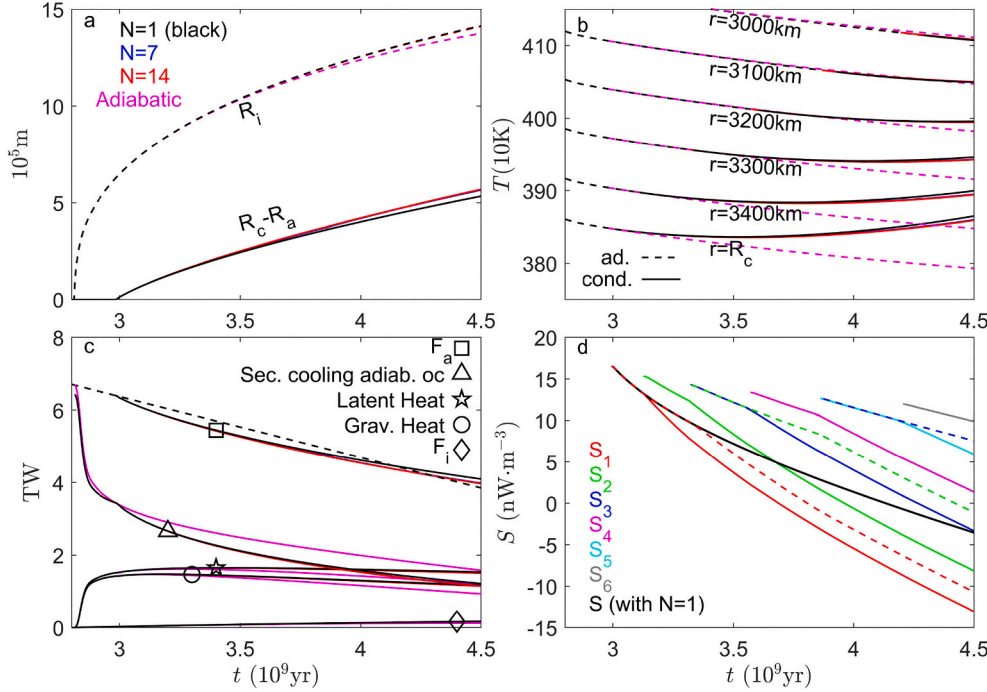 a
N=1 (black)
N=7
N=14
Adiabatic
R_i
R_c-R_a
10^5m
15
10
5
0
3
3.5
4
4.5
b
r=3000km
r=3100km
r=3200km
r=3300km
r=3400km
r=R_c
ad.
cond.
T(10K)
410
400
390
380
3
3.5
4
4.5
c
F_a
Sec. cooling adiab. oc
Latent Heat
Grav. Heat
F_i
TW
8
6
4
2
0
3
3.5
4
4.5
t (10^9yr)
d
S_1
S_2
S_3
S_4
S_5
S_6
S (with N=1)
S (nW·m^-3)
20
15
10
5
0
-5
-10
-15
3
3.5
4
4.5
t (10^9yr)